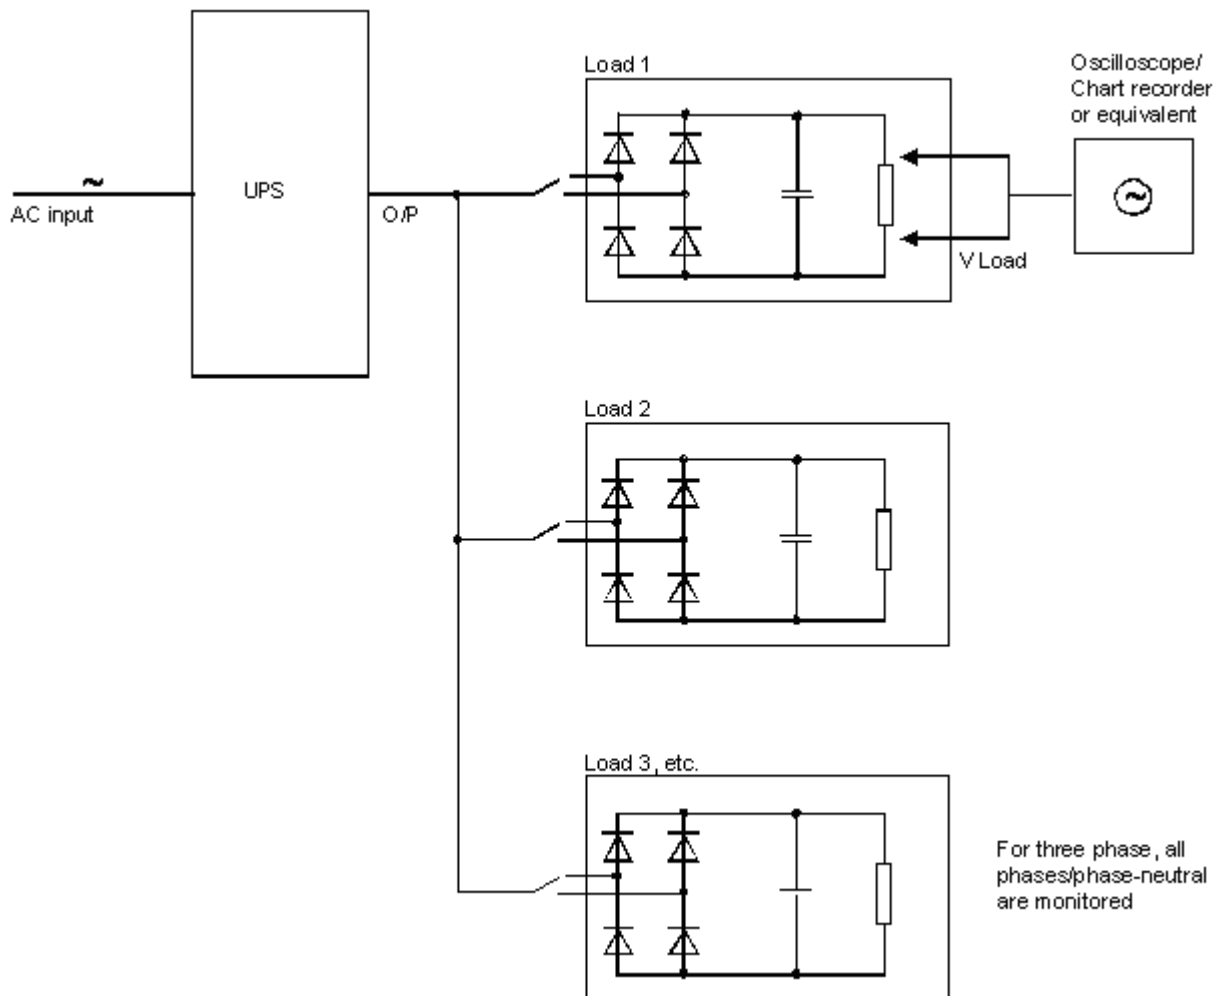 Load 1
Oscilloscope/
Chart recorder
or equivalent
~
AC input
UPS
O/P
~
V Load
Load 2
Load 3, etc.
For three phase, all
phases/phase-neutral
are monitored